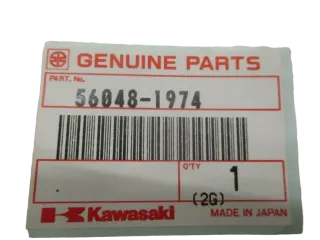 GENUINE PARTS
PART. No.
56048-1974
Q'TY
1
(2G)
Kawasaki
MADE IN JAPAN